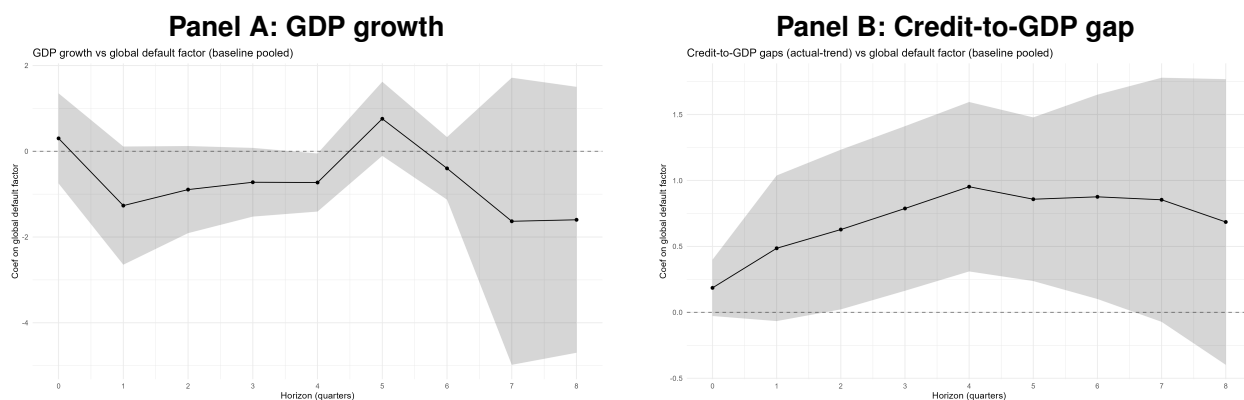 Panel A: GDP growth
GDP growth vs global default factor (baseline pooled)
Coef on global default factor
2
0
-2
-4
0 1 2 3 4 5 6 7 8
Horizon (quarters)
Panel B: Credit-to-GDP gap
Credit-to-GDP gaps (actual-trend) vs global default factor (baseline pooled)
Coef on global default factor
1.5
1.0
0.5
0.0
-0.5
0 1 2 3 4 5 6 7 8
Horizon (quarters)